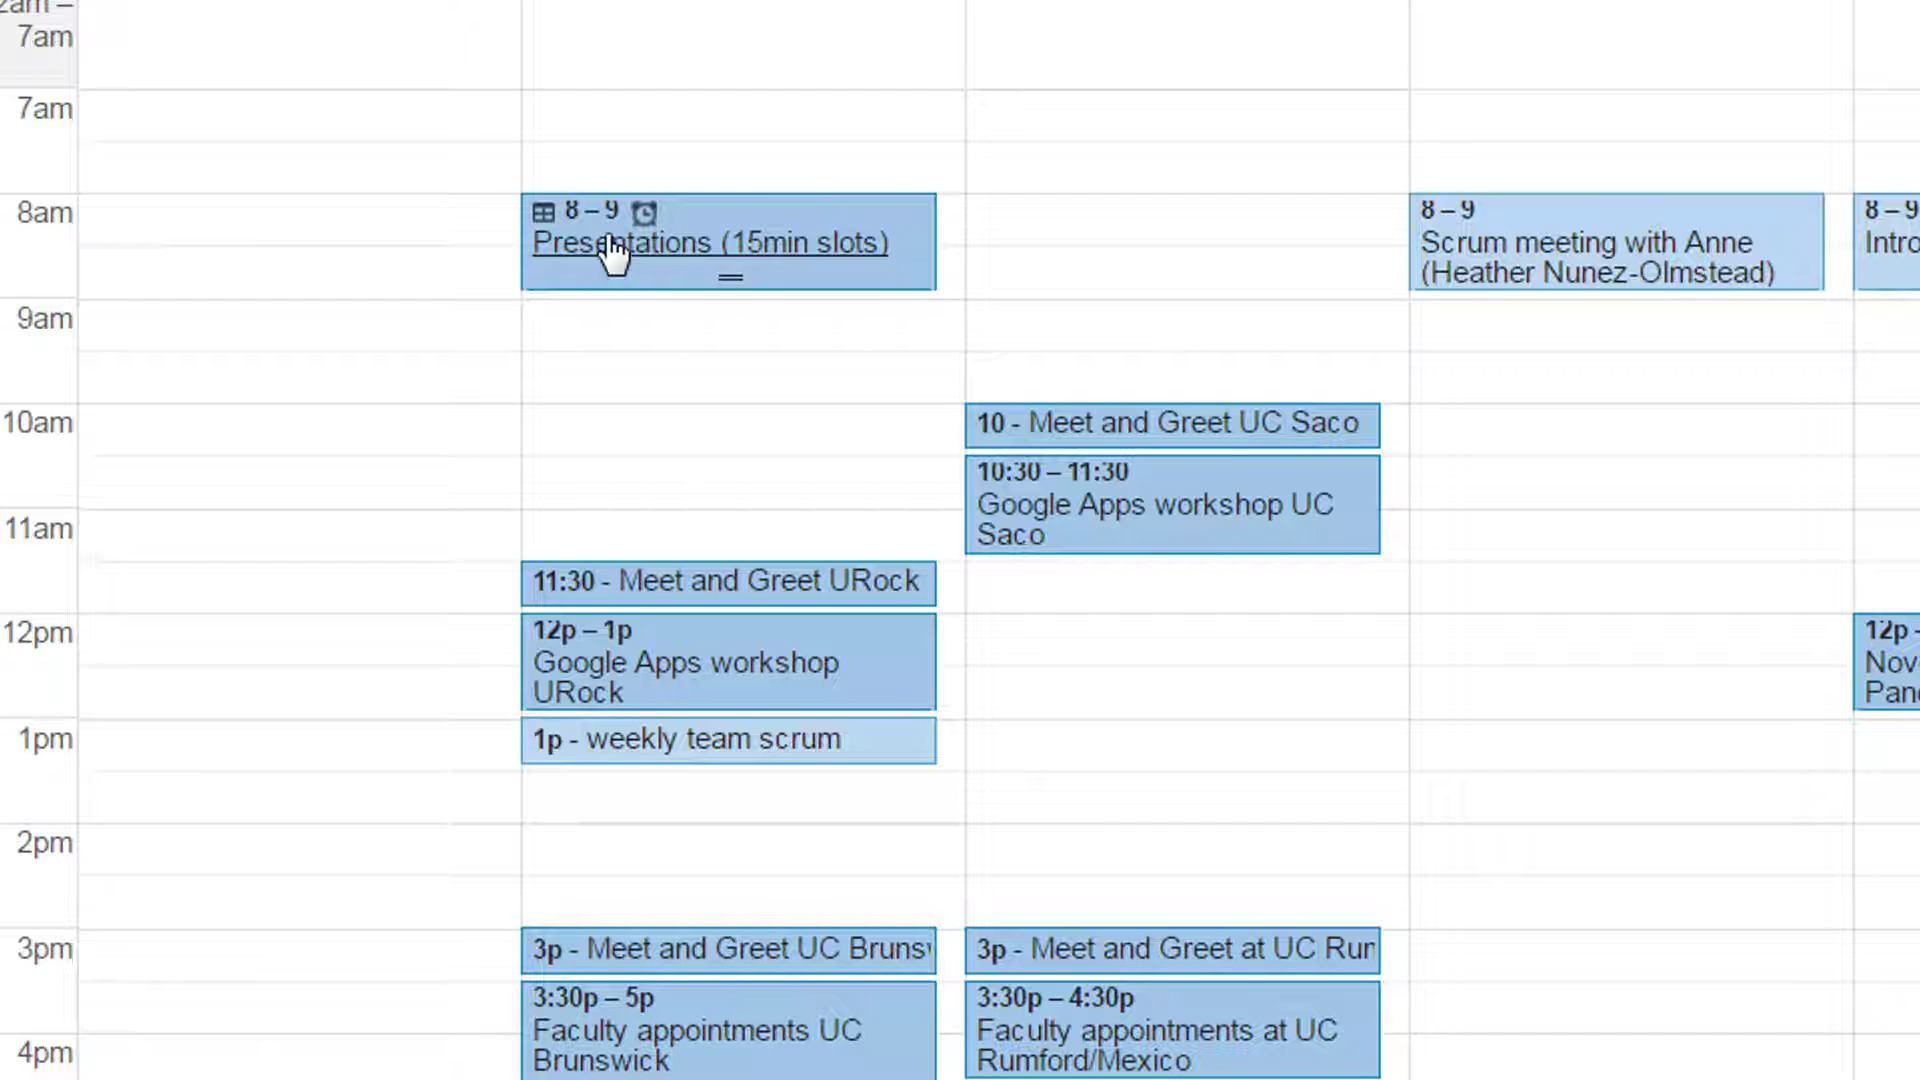 7am
7am
8am
9am
10am
11am
12pm
1pm
2pm
3pm
4pm
8 – 9
Presentations (15min slots)
11:30 - Meet and Greet URock
12p – 1p
Google Apps workshop
URock
1p - weekly team scrum
3p - Meet and Greet UC
3:30p – 5p
Faculty appointments UC
Brunswick
10 - Meet and Greet UC Saco
10:30 – 11:30
Google Apps workshop UC
Saco
3p - Meet and Greet at UC
3:30p – 4:30p
Faculty appointments at UC
Rumford/Mexico
8 – 9
Scrum meeting with Anne
(Heather Nunez-Olmstead)
8 – 9
12p -